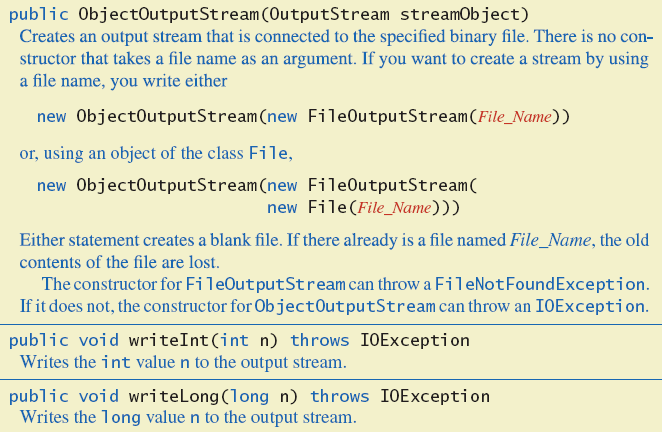 public ObjectOutputStream(OutputStream streamObject)
Creates an output stream that is connected to the specified binary file. There is no con-
structor that takes a file name as an argument. If you want to create a stream by using
a file name, you write either
new ObjectOutputStream(new FileOutputStream(File_Name))
or, using an object of the class File,
new ObjectOutputStream(new FileOutputStream(
new File(File_Name)))
Either statement creates a blank file. If there already is a file named File_Name, the old
contents of the file are lost.
The constructor for FileOutputStream can throw a FileNotFoundException.
If it does not, the constructor for ObjectOutputStream can throw an IOException.
public void writeInt(int n) throws IOException
Writes the int value n to the output stream.
public void writeLong(long n) throws IOException
Writes the long value n to the output stream.